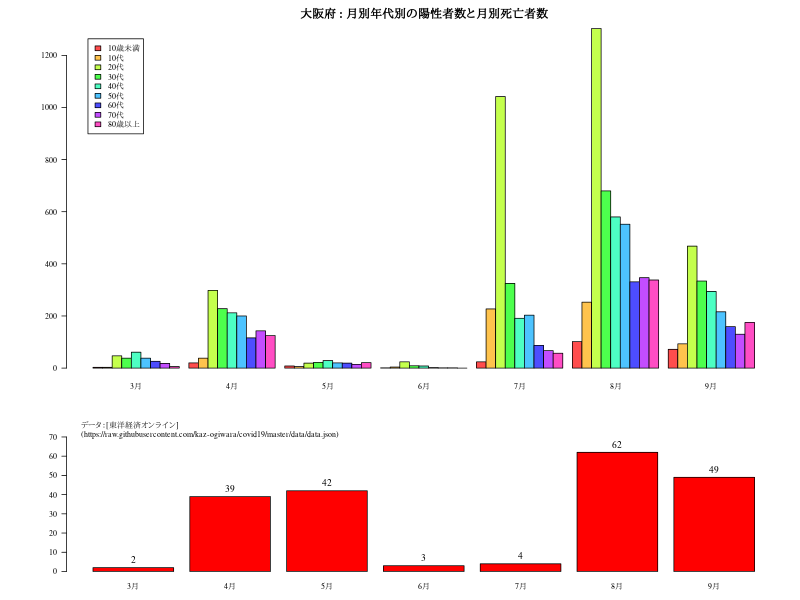 大阪府 : 月別年代別の陽性者数と月別死亡者数
1200
1000
800
600
400
200
0
10歳未満
10代
20代
30代
40代
50代
60代
70代
80歳以上
3月 4月 5月 6月 7月 8月 9月
データ : [東洋経済オンライン]
(https://raw.githubusercontent.com/kaz-ogiwara/covid19/master/data/data.json)
70
60
50
40
30
20
10
0
2 39 42 3 4 62 49
3月 4月 5月 6月 7月 8月 9月